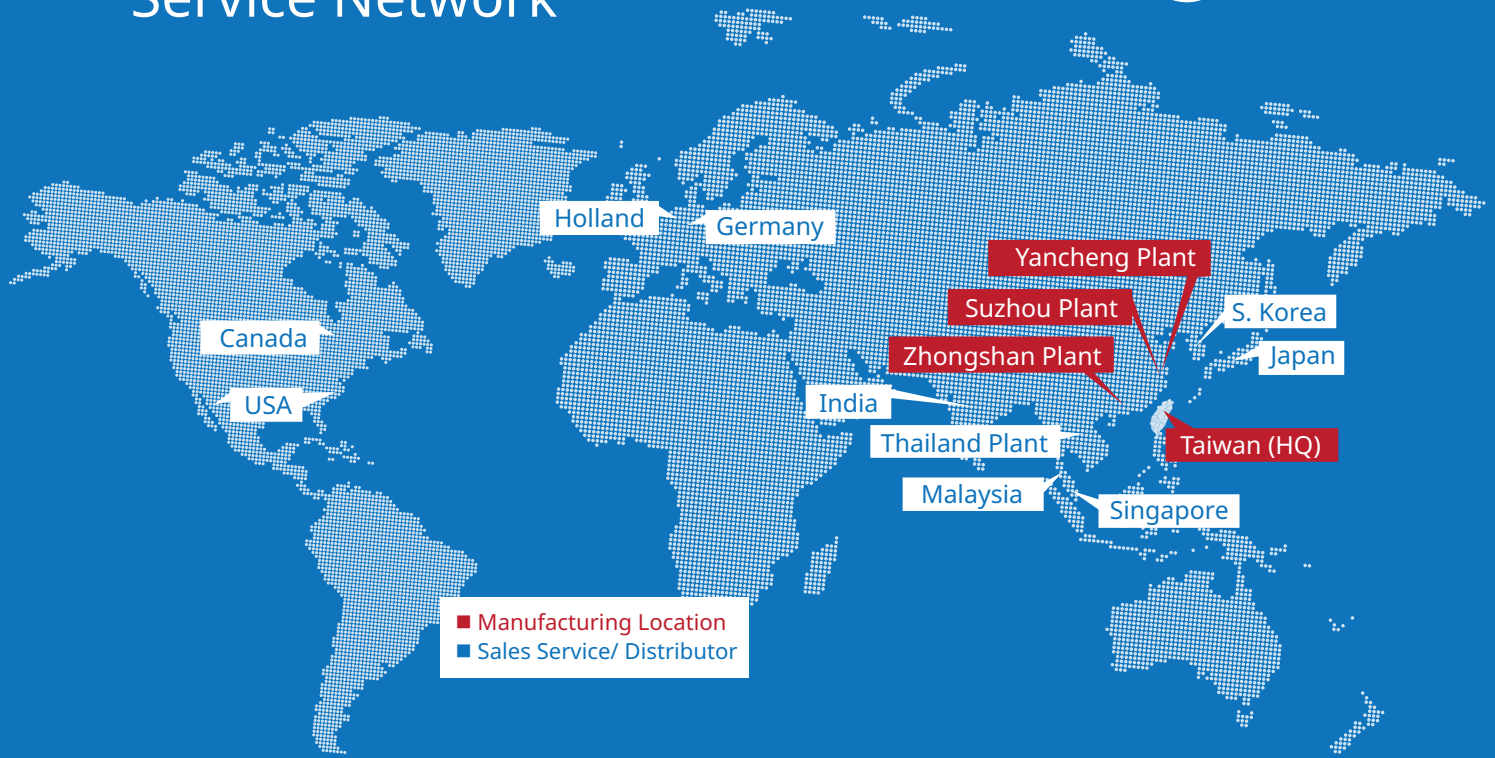 Service Network
Holland
Germany
Yancheng Plant
Suzhou Plant
S. Korea
Canada
Zhongshan Plant
Japan
USA
India
Thailand Plant
Taiwan (HQ)
Malaysia
Singapore
Manufacturing Location
Sales Service/ Distributor